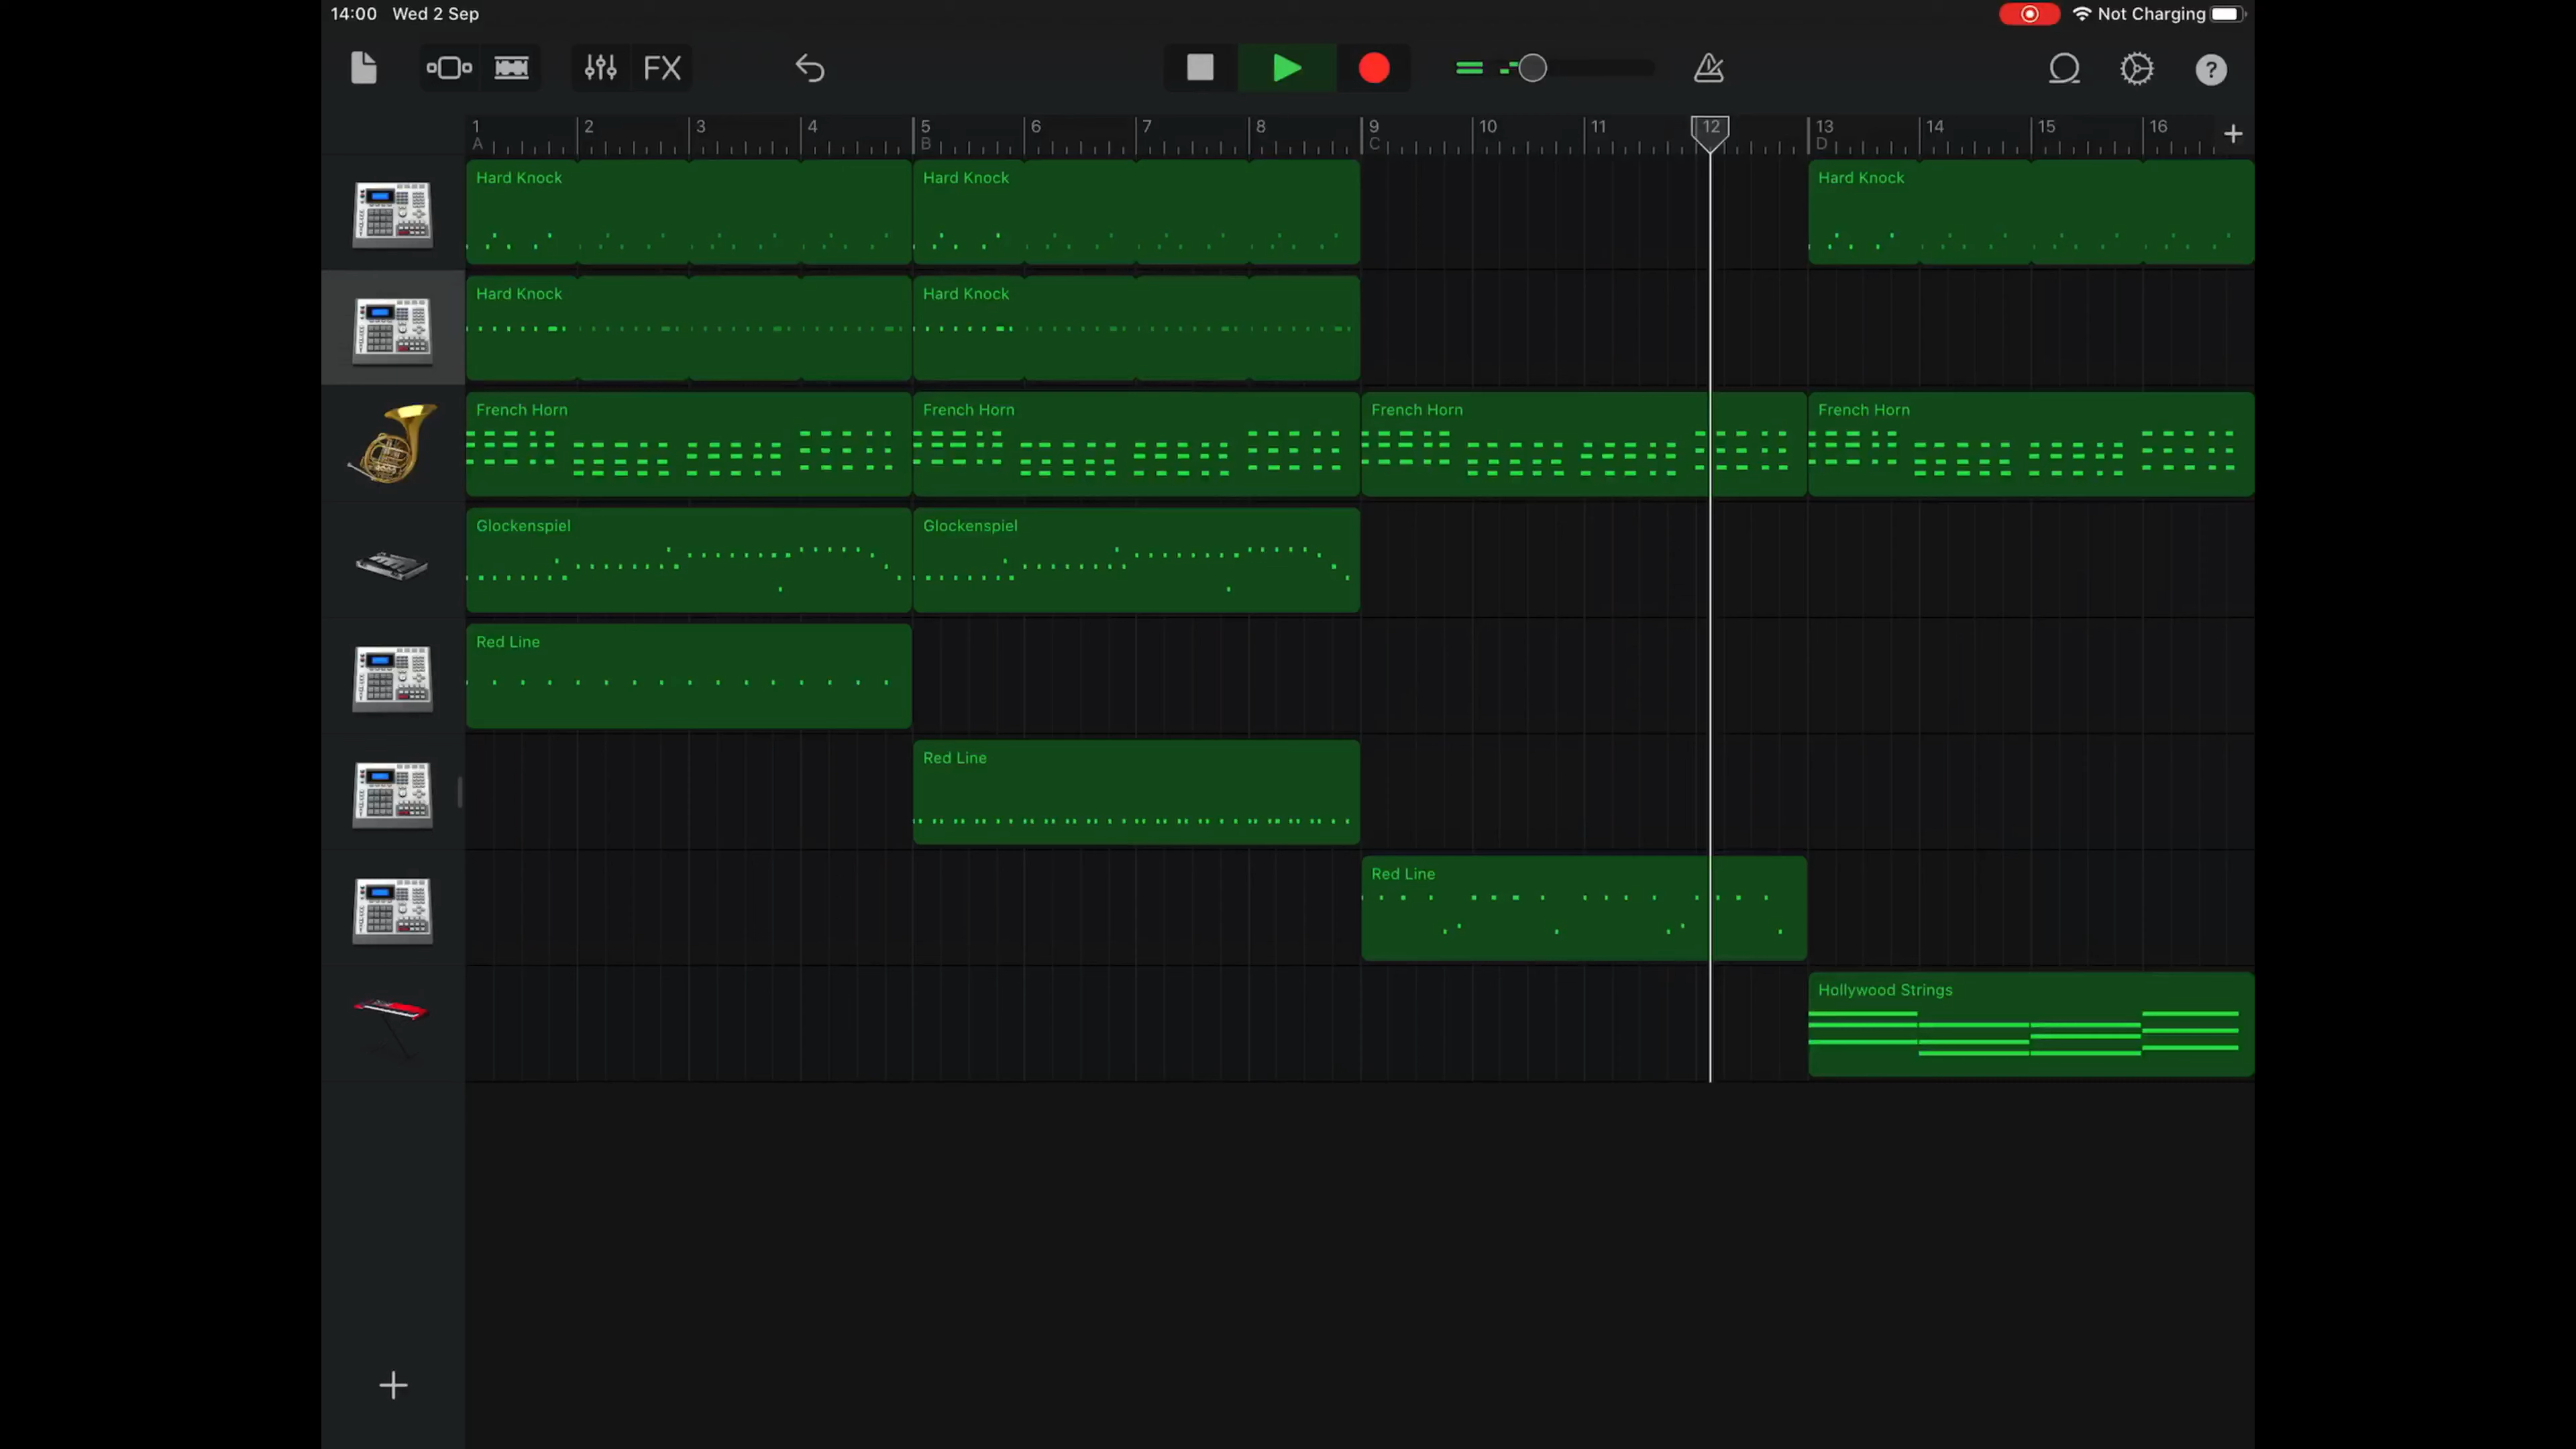 14:00 Wed 2 Sep Not Charging
FX ?
1 2 3 4 5 6 7 8 9 10 11 12 13 14 15 16
A B C D
Hard Knock Hard Knock Hard Knock
Hard Knock Hard Knock
French Horn French Horn French Horn French Horn
Glockenspiel Glockenspiel
Red Line
Red Line
Red Line
Hollywood Strings